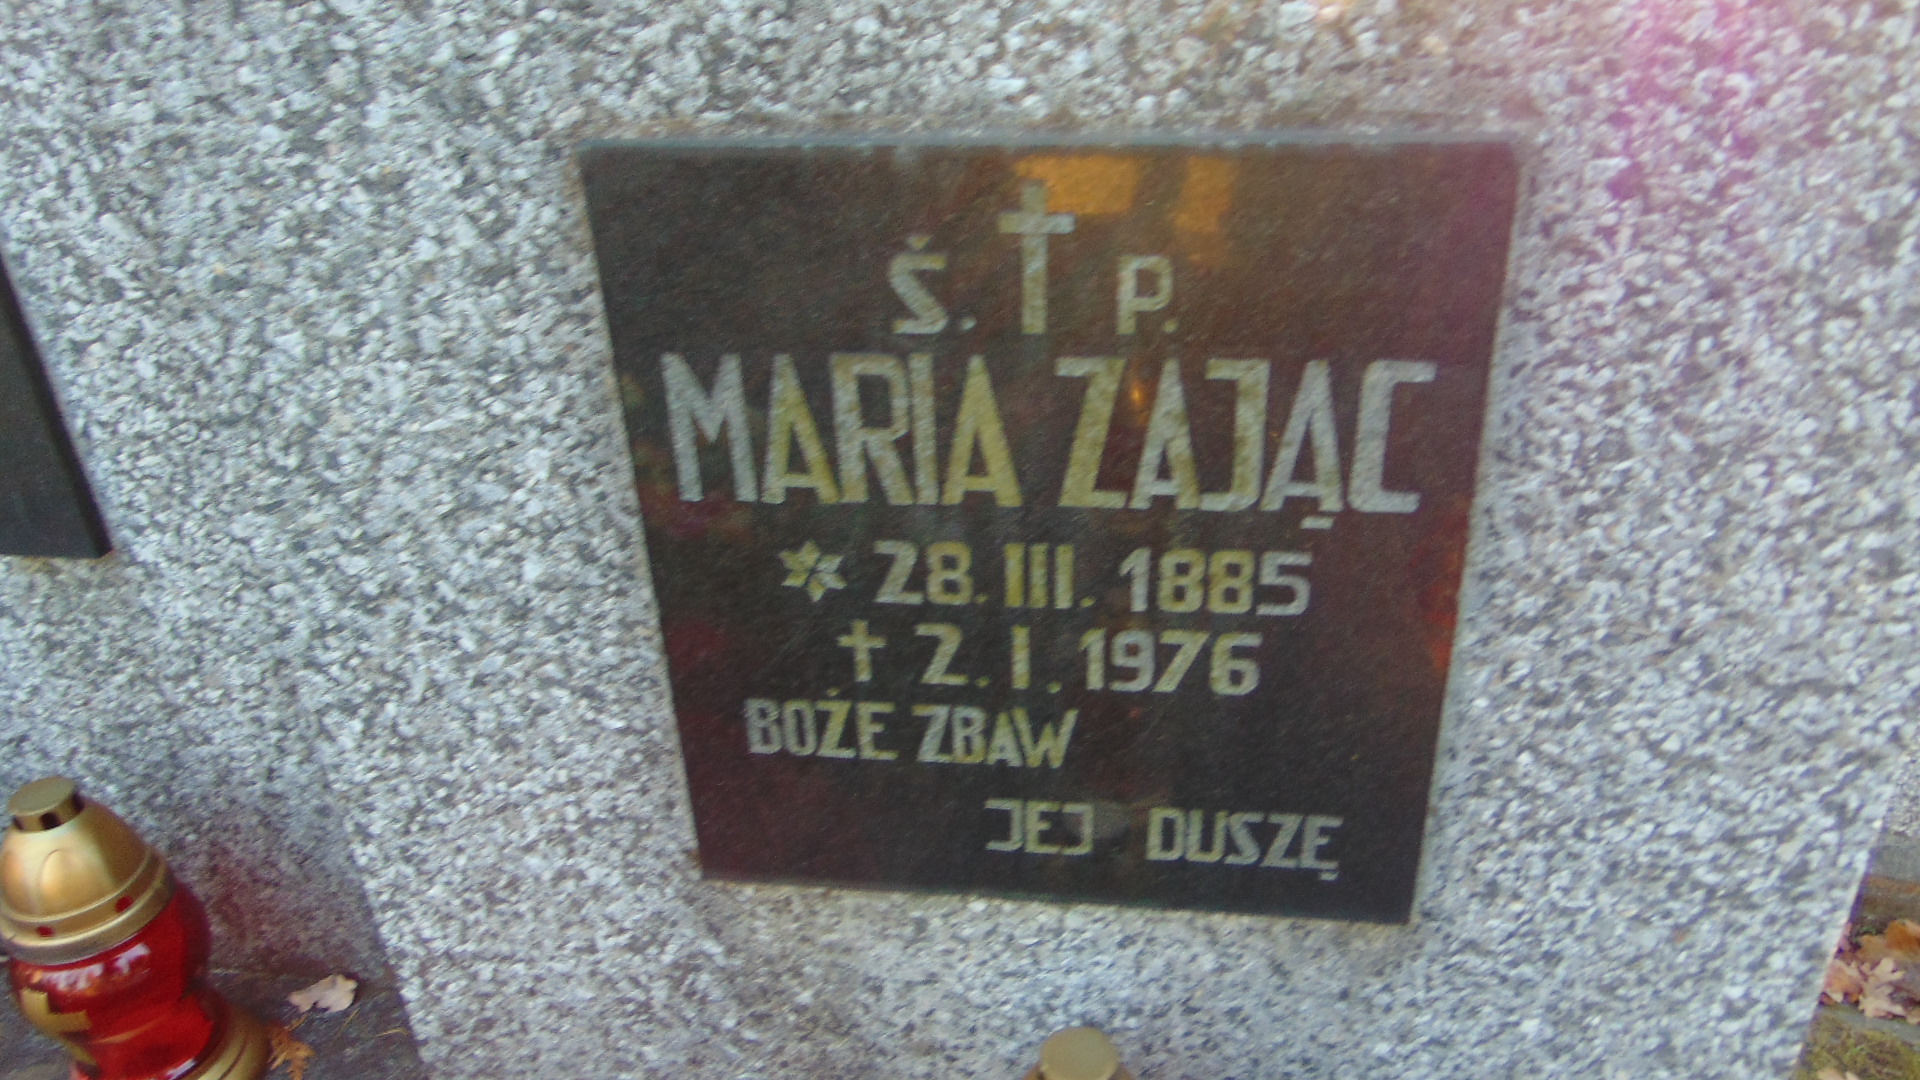 Ś. † P.
MARIA ZAJĄC
* 28. III. 1885
† 2. I. 1976
BOŻE ZBAW
JEJ DUSZĘ